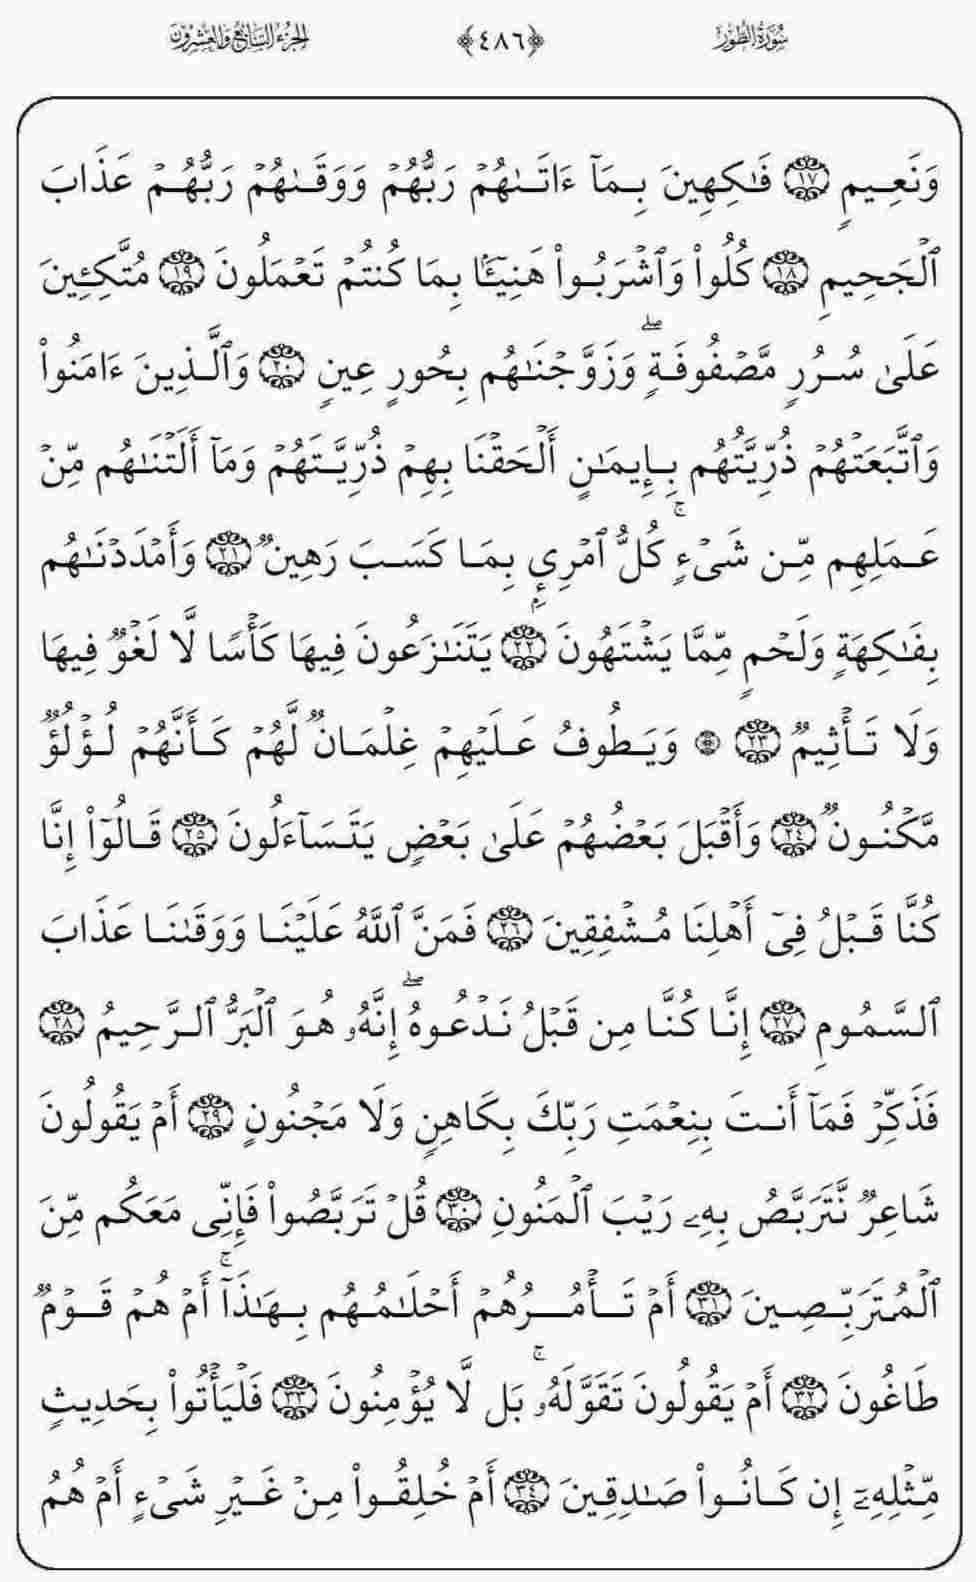 سُورَةُ الطُّورِ ﴿٤٨٦﴾ الجُزءُ السَّابِعُ وَالعِشْرُونَ
وَنَعِيمٍ ١٧ فَـٰكِهِينَ بِمَآ ءَاتَىٰهُمْ رَبُّهُمْ وَوَقَىٰهُمْ رَبُّهُمْ عَذَابَ
ٱلْجَحِيمِ ١٨ كُلُوا۟ وَٱشْرَبُوا۟ هَنِيٓـًٔۢا بِمَا كُنتُمْ تَعْمَلُونَ ١٩ مُتَّكِـِٔينَ
عَلَىٰ سُرُرٍ مَّصْفُوفَةٍ ۖ وَزَوَّجْنَـٰهُم بِحُورٍ عِينٍ ٢٠ وَٱلَّذِينَ ءَامَنُوا۟
وَٱتَّبَعَتْهُمْ ذُرِّيَّتُهُم بِإِيمَـٰنٍ أَلْحَقْنَا بِهِمْ ذُرِّيَّتَهُمْ وَمَآ أَلَتْنَـٰهُم مِّنْ
عَمَلِهِم مِّن شَىْءٍ ۚ كُلُّ ٱمْرِئٍۭ بِمَا كَسَبَ رَهِينٌ ٢١ وَأَمْدَدْنَـٰهُم
بِفَـٰكِهَةٍ وَلَحْمٍ مِّمَّا يَشْتَهُونَ ٢٢ يَتَنَـٰزَعُونَ فِيهَا كَأْسًا لَّا لَغْوٌ فِيهَا
وَلَا تَأْثِيمٌ ٢٣ ۞ وَيَطُوفُ عَلَيْهِمْ غِلْمَانٌ لَّهُمْ كَأَنَّهُمْ لُؤْلُؤٌ
مَّكْنُونٌ ٢٤ وَأَقْبَلَ بَعْضُهُمْ عَلَىٰ بَعْضٍ يَتَسَآءَلُونَ ٢٥ قَالُوٓا۟ إِنَّا
كُنَّا قَبْلُ فِىٓ أَهْلِنَا مُشْفِقِينَ ٢٦ فَمَنَّ ٱللَّهُ عَلَيْنَا وَوَقَىٰنَا عَذَابَ
ٱلسَّمُومِ ٢٧ إِنَّا كُنَّا مِن قَبْلُ نَدْعُوهُ ۖ إِنَّهُۥ هُوَ ٱلْبَرُّ ٱلرَّحِيمُ ٢٨
فَذَكِّرْ فَمَآ أَنتَ بِنِعْمَتِ رَبِّكَ بِكَاهِنٍ وَلَا مَجْنُونٍ ٢٩ أَمْ يَقُولُونَ
شَاعِرٌ نَّتَرَبَّصُ بِهِۦ رَيْبَ ٱلْمَنُونِ ٣٠ قُلْ تَرَبَّصُوا۟ فَإِنِّى مَعَكُم مِّنَ
ٱلْمُتَرَبِّصِينَ ٣١ أَمْ تَأْمُرُهُمْ أَحْلَـٰمُهُم بِهَـٰذَآ ۚ أَمْ هُمْ قَوْمٌ
طَاغُونَ ٣٢ أَمْ يَقُولُونَ تَقَوَّلَهُۥ ۚ بَل لَّا يُؤْمِنُونَ ٣٣ فَلْيَأْتُوا۟ بِحَدِيثٍ
مِّثْلِهِۦٓ إِن كَانُوا۟ صَـٰدِقِينَ ٣٤ أَمْ خُلِقُوا۟ مِنْ غَيْرِ شَىْءٍ أَمْ هُمُ